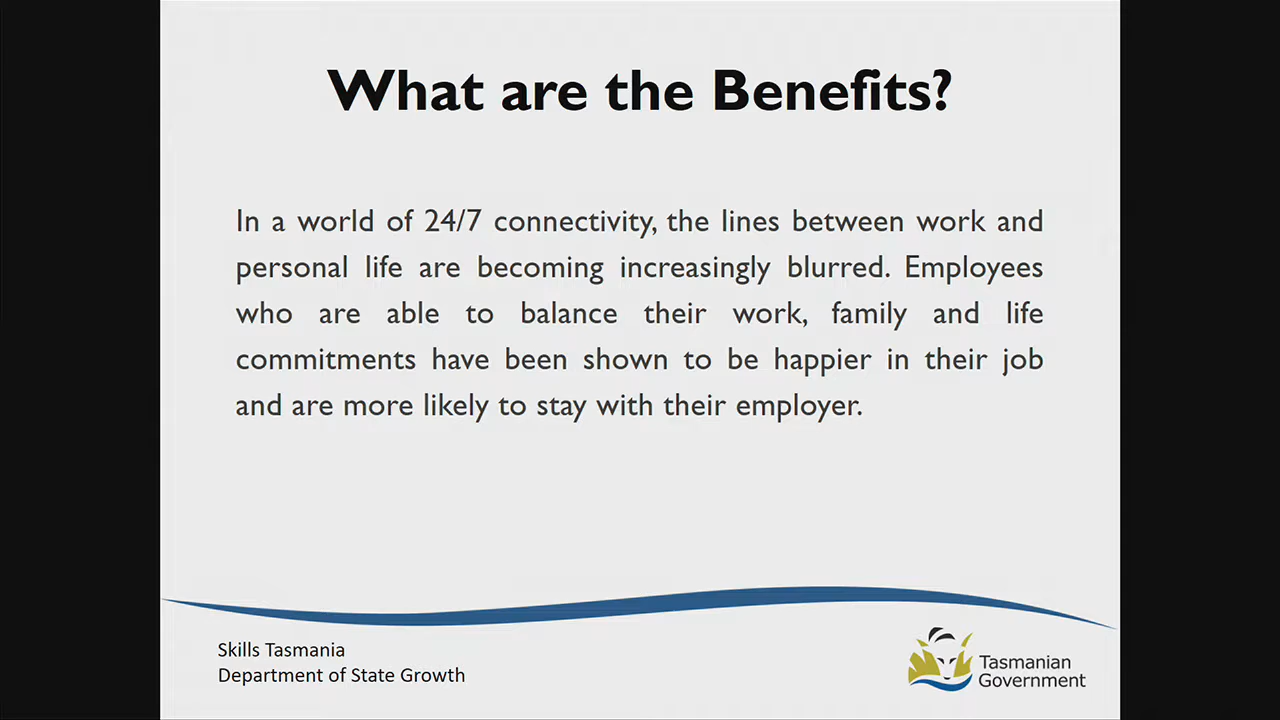 What are the Benefits?
In a world of 24/7 connectivity, the lines between work and
personal life are becoming increasingly blurred. Employees
who are able to balance their work, family and life
commitments have been shown to be happier in their job
and are more likely to stay with their employer.
Skills Tasmania
Department of State Growth
Tasmanian
Government